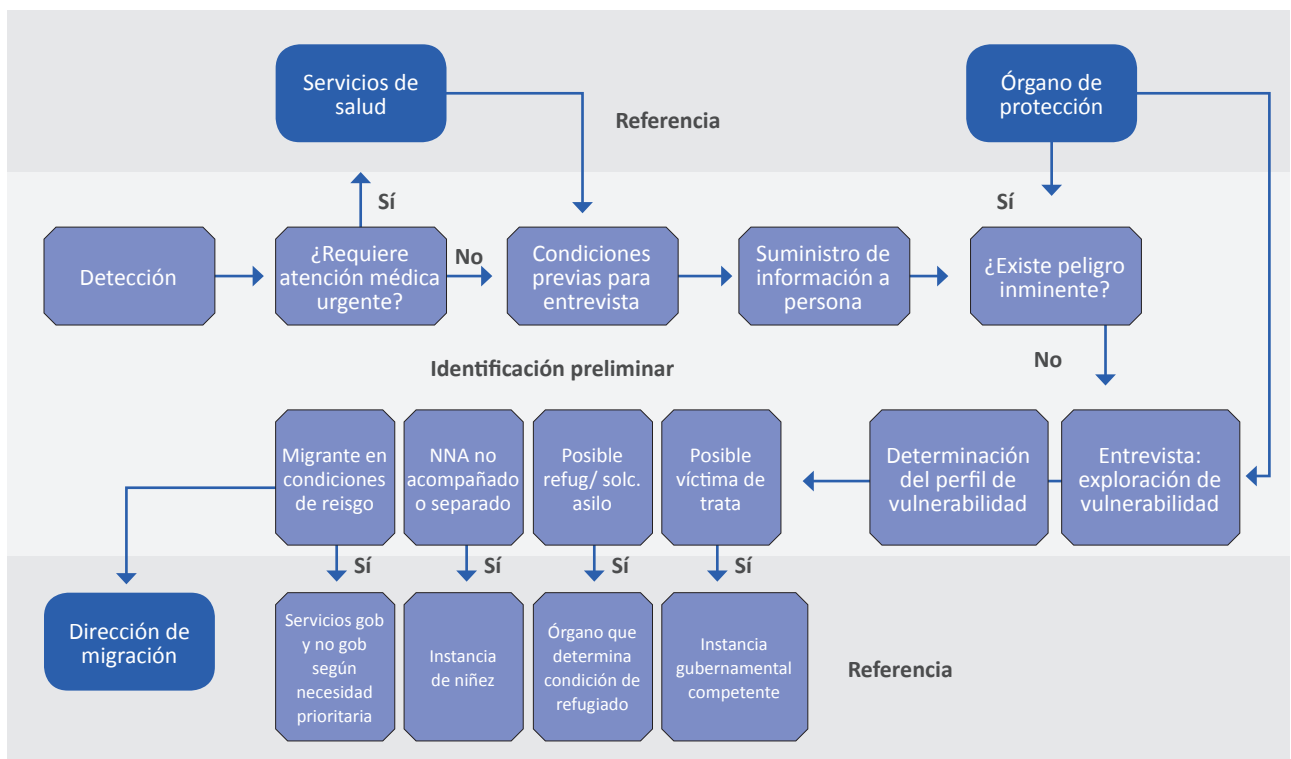 Servicios de
salud
Referencia
Órgano de
protección
Sí
Sí
Detección
¿Requiere
atención médica
urgente?
No
Condiciones
previas para
entrevista
Suministro de
información a
persona
¿Existe peligro
inminente?
No
Identificación preliminar
Migrante en
condiciones
de reisgo
NNA no
acompañado
o separado
Posible
refug/ solc.
asilo
Posible
víctima de
trata
Determinación
del perfil de
vulnerabilidad
Entrevista:
exploración de
vulnerabilidad
Sí
Sí
Sí
Sí
Dirección de
migración
Servicios gob
y no gob
según
necesidad
prioritaria
Instancia
de niñez
Órgano que
determina
condición de
refugiado
Instancia
gubernamental
competente
Referencia